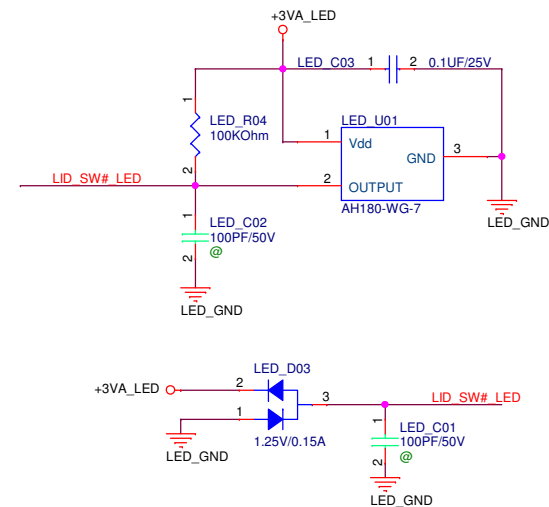 +3VA_LED
LED_C03 1 2 0.1UF/25V
1
LED_R04
100KOhm
2
LED_U01
1 Vdd
GND 3
2 OUTPUT
AH180-WG-7
LID_SW#_LED
1
LED_C02
100PF/50V
@
2
LED_GND
LED_GND
LED_D03
+3VA_LED 2
1
3
LID_SW#_LED
1.25V/0.15A
LED_GND
1
LED_C01
100PF/50V
@
2
LED_GND